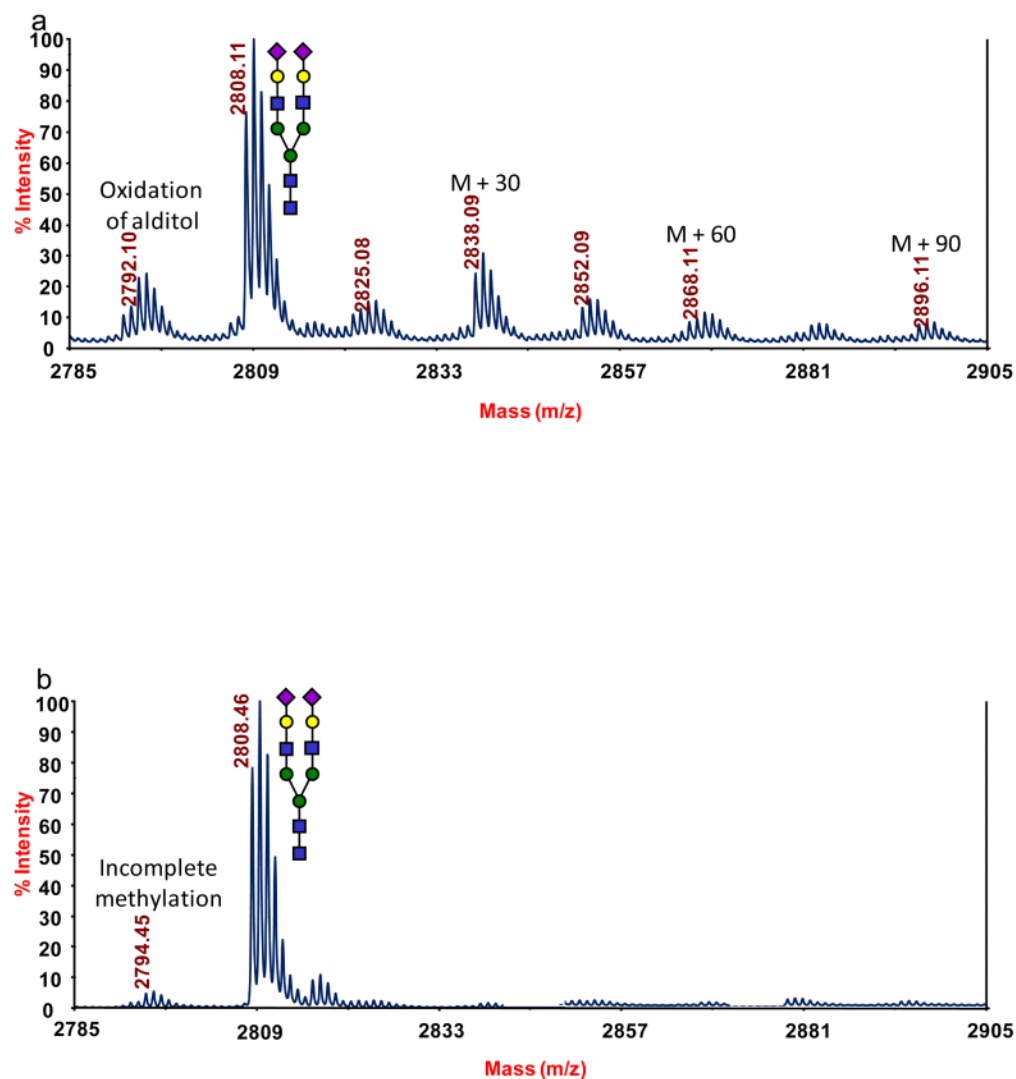 a
100
90
80
70
60
50
40
30
20
10
0
% Intensity
Oxidation
of alditol
2792.10
2808.11
2825.08
M + 30
2838.09
2852.09
M + 60
2868.11
M + 90
2896.11
2785 2809 2833 2857 2881 2905
Mass (m/z)
b
100
90
80
70
60
50
40
30
20
10
0
% Intensity
Incomplete
methylation
2794.45
2808.46
2785 2809 2833 2857 2881 2905
Mass (m/z)